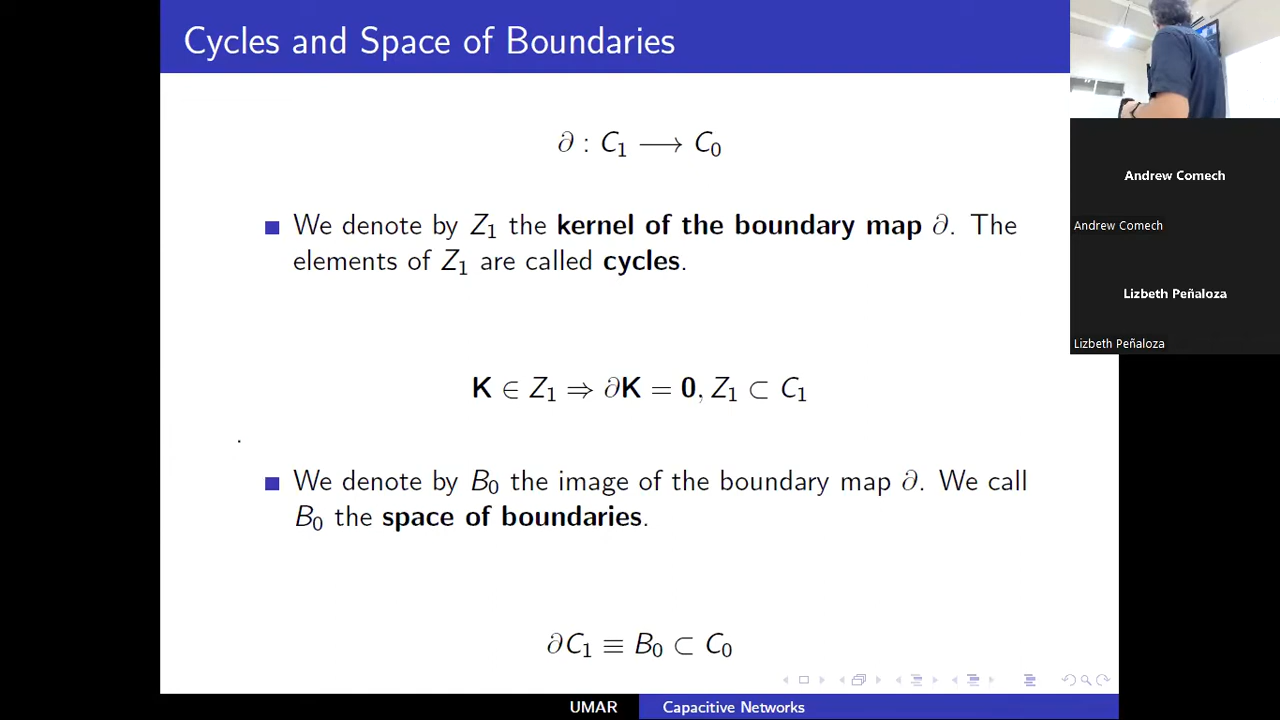 Cycles and Space of Boundaries
∂ : C₁ ⟶ C₀
We denote by Z₁ the kernel of the boundary map ∂. The
elements of Z₁ are called cycles.
K ∈ Z₁ ⇒ ∂K = 0, Z₁ ⊂ C₁
We denote by B₀ the image of the boundary map ∂. We call
B₀ the space of boundaries.
∂C₁ ≡ B₀ ⊂ C₀
UMAR
Capacitive Networks
Andrew Comech
Andrew Comech
Lizbeth Peñaloza
Lizbeth Peñaloza